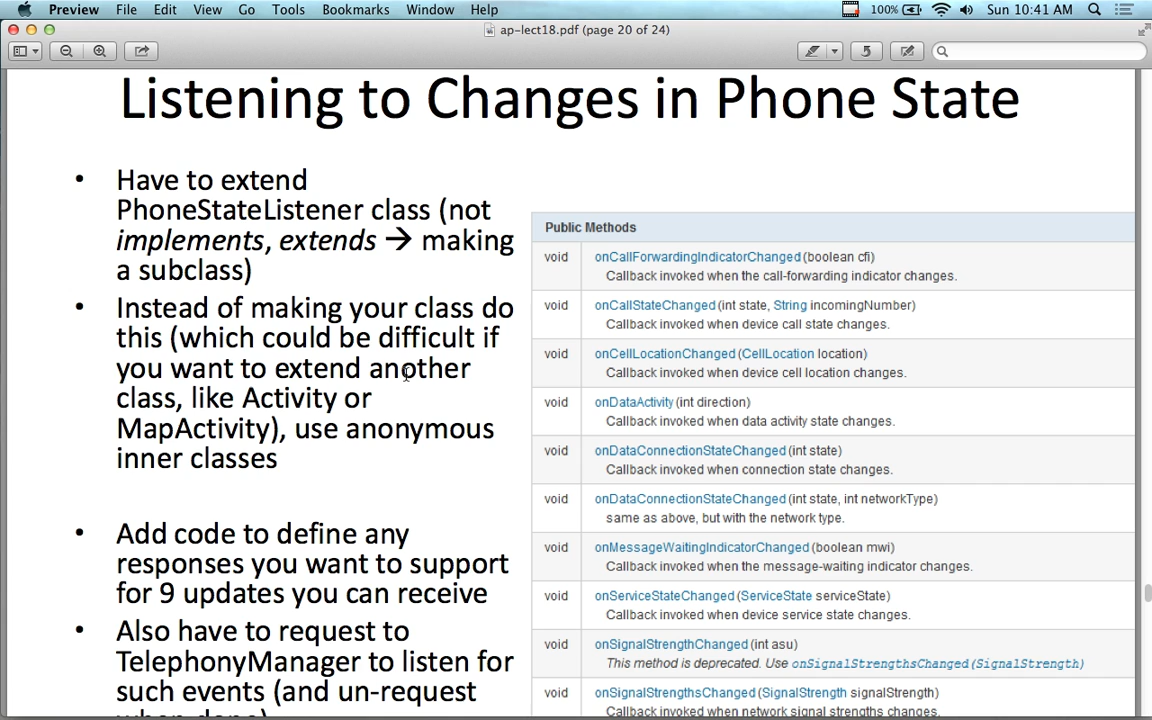 Preview File Edit View Go Tools Bookmarks Window Help 100% Sun 10:41 AM
ap-lect18.pdf (page 20 of 24)
Listening to Changes in Phone State
• Have to extend
PhoneStateListener class (not
implements, extends → making
a subclass)
• Instead of making your class do
this (which could be difficult if
you want to extend another
class, like Activity or
MapActivity), use anonymous
inner classes
• Add code to define any
responses you want to support
for 9 updates you can receive
• Also have to request to
TelephonyManager to listen for
such events (and un-request
when done)
Public Methods
void onCallForwardingIndicatorChanged (boolean cfi)
Callback invoked when the call-forwarding indicator changes.
void onCallStateChanged (int state, String incomingNumber)
Callback invoked when device call state changes.
void onCellLocationChanged (CellLocation location)
Callback invoked when device cell location changes.
void onDataActivity (int direction)
Callback invoked when data activity state changes.
void onDataConnectionStateChanged (int state)
Callback invoked when connection state changes.
void onDataConnectionStateChanged (int state, int networkType)
same as above, but with the network type.
void onMessageWaitingIndicatorChanged (boolean mwi)
Callback invoked when the message-waiting indicator changes.
void onServiceStateChanged (ServiceState serviceState)
Callback invoked when device service state changes.
void onSignalStrengthChanged (int asu)
This method is deprecated. Use onSignalStrengthsChanged(SignalStrength)
void onSignalStrengthsChanged (SignalStrength signalStrength)
Callback invoked when network signal strengths changes.